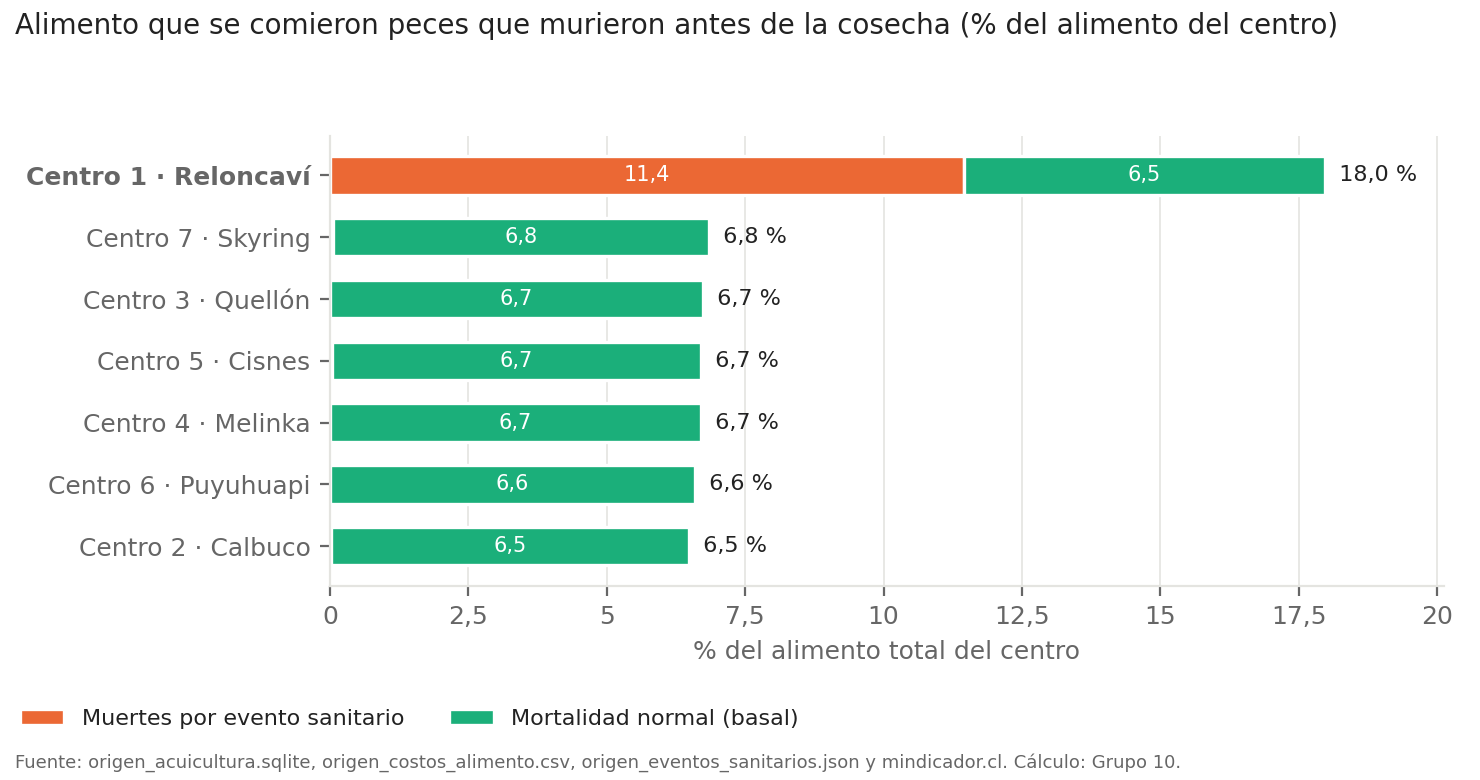 Alimento que se comieron peces que murieron antes de la cosecha (% del alimento del centro)
Centro 1 · Reloncaví 11,4 6,5 18,0 %
Centro 7 · Skyring 6,8 6,8 %
Centro 3 · Quellón 6,7 6,7 %
Centro 5 · Cisnes 6,7 6,7 %
Centro 4 · Melinka 6,7 6,7 %
Centro 6 · Puyuhuapi 6,6 6,6 %
Centro 2 · Calbuco 6,5 6,5 %
0 2,5 5 7,5 10 12,5 15 17,5 20
% del alimento total del centro
Muertes por evento sanitario Mortalidad normal (basal)
Fuente: origen_acuicultura.sqlite, origen_costos_alimento.csv, origen_eventos_sanitarios.json y mindicador.cl. Cálculo: Grupo 10.